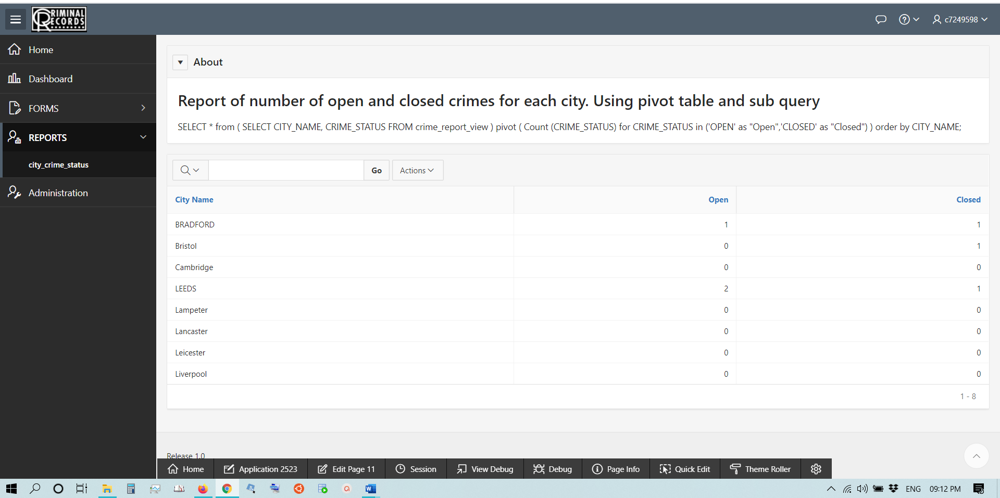 CRIMINAL
RECORDS
c7249598
Home
Dashboard
FORMS
REPORTS
city_crime_status
Administration
About
Report of number of open and closed crimes for each city. Using pivot table and sub query
SELECT * from ( SELECT CITY_NAME, CRIME_STATUS FROM crime_report_view ) pivot ( Count (CRIME_STATUS) for CRIME_STATUS in ('OPEN' as "Open",'CLOSED' as "Closed") ) order by CITY_NAME;
Go Actions
City Name Open Closed
BRADFORD 1 1
Bristol 0 1
Cambridge 0 0
LEEDS 2 1
Lampeter 0 0
Lancaster 0 0
Leicester 0 0
Liverpool 0 0
1 - 8
Release 1.0
Home Application 2523 Edit Page 11 Session View Debug Debug Page Info Quick Edit Theme Roller
ENG 09:12 PM